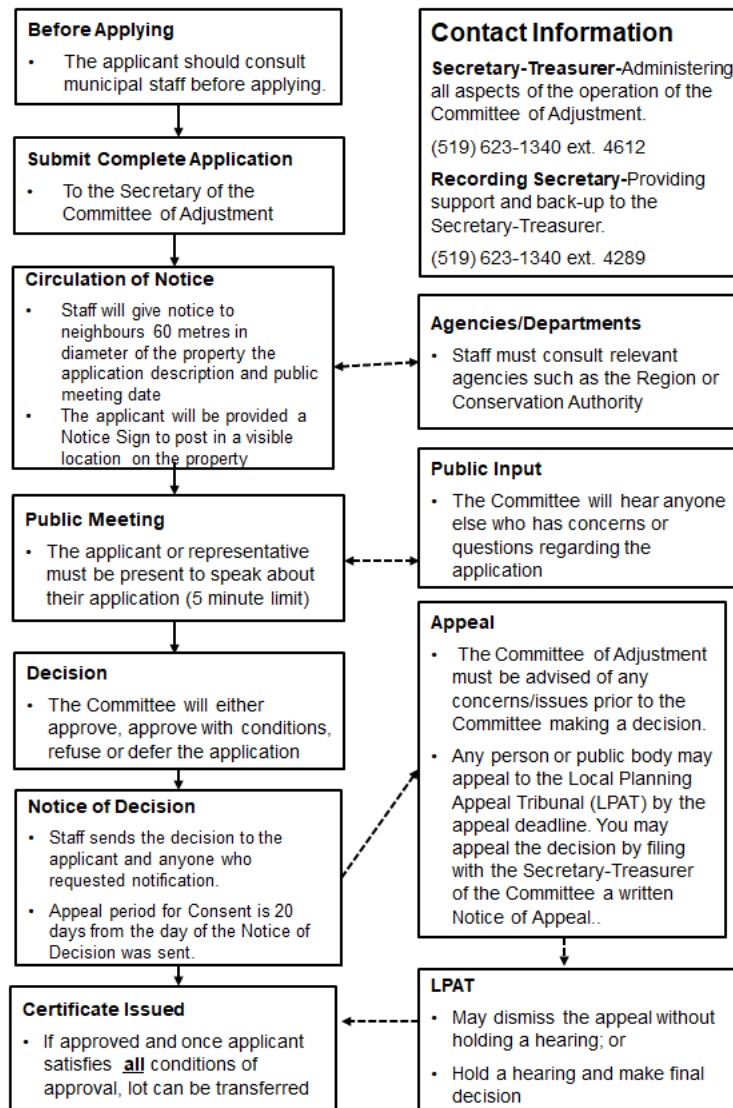 Before Applying
• The applicant should consult
municipal staff before applying.
Submit Complete Application
• To the Secretary of the
Committee of Adjustment
Circulation of Notice
• Staff will give notice to
neighbours 60 metres in
diameter of the property the
application description and public
meeting date
• The applicant will be provided a
Notice Sign to post in a visible
location on the property
Public Meeting
• The applicant or representative
must be present to speak about
their application (5 minute limit)
Decision
• The Committee will either
approve, approve with conditions,
refuse or defer the application
Notice of Decision
• Staff sends the decision to the
applicant and anyone who
requested notification.
• Appeal period for Consent is 20
days from the day of the Notice of
Decision was sent.
Certificate Issued
• If approved and once applicant
satisfies all conditions of
approval, lot can be transferred
Contact Information
Secretary-Treasurer-Administering
all aspects of the operation of the
Committee of Adjustment.
(519) 623-1340 ext. 4612
Recording Secretary-Providing
support and back-up to the
Secretary-Treasurer.
(519) 623-1340 ext. 4289
Agencies/Departments
• Staff must consult relevant
agencies such as the Region or
Conservation Authority
Public Input
• The Committee will hear anyone
else who has concerns or
questions regarding the
application
Appeal
• The Committee of Adjustment
must be advised of any
concerns/issues prior to the
Committee making a decision.
• Any person or public body may
appeal to the Local Planning
Appeal Tribunal (LPAT) by the
appeal deadline. You may
appeal the decision by filing
with the Secretary-Treasurer
of the Committee a written
Notice of Appeal..
LPAT
• May dismiss the appeal without
holding a hearing; or
• Hold a hearing and make final
decision